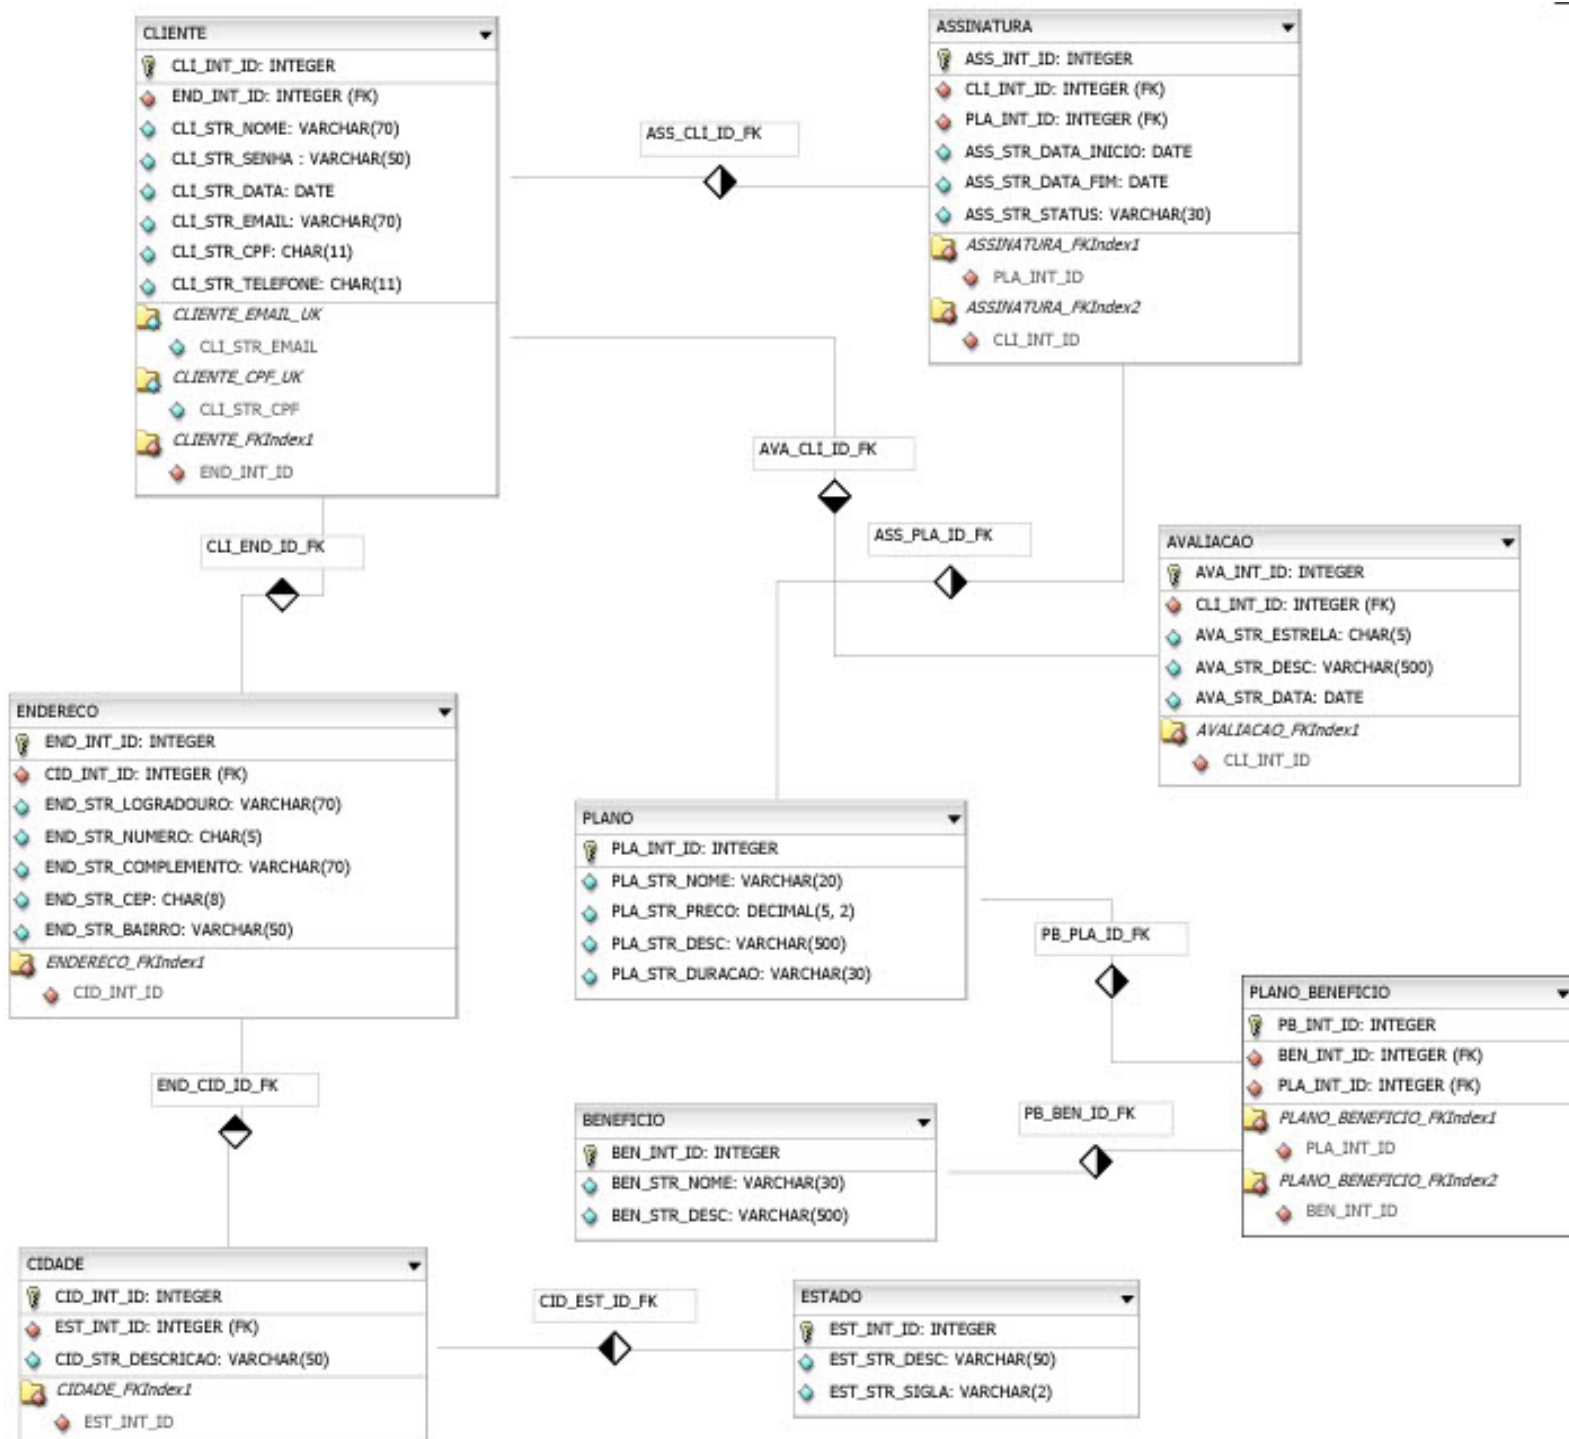 CLIENTE
CLI_INT_ID: INTEGER
END_INT_ID: INTEGER (FK)
CLI_STR_NOME: VARCHAR(70)
CLI_STR_SENHA : VARCHAR(50)
CLI_STR_DATA: DATE
CLI_STR_EMAIL: VARCHAR(70)
CLI_STR_CPF: CHAR(11)
CLI_STR_TELEFONE: CHAR(11)
CLIENTE_EMAIL_UK
CLI_STR_EMAIL
CLIENTE_CPF_UK
CLI_STR_CPF
CLIENTE_FKIndex1
END_INT_ID
ASS_CLI_ID_FK
ASSINATURA
ASS_INT_ID: INTEGER
CLI_INT_ID: INTEGER (FK)
PLA_INT_ID: INTEGER (FK)
ASS_STR_DATA_INICIO: DATE
ASS_STR_DATA_FIM: DATE
ASS_STR_STATUS: VARCHAR(30)
ASSINATURA_FKIndex1
PLA_INT_ID
ASSINATURA_FKIndex2
CLI_INT_ID
AVA_CLI_ID_FK
ASS_PLA_ID_FK
CLI_END_ID_FK
AVALIACAO
AVA_INT_ID: INTEGER
CLI_INT_ID: INTEGER (FK)
AVA_STR_ESTRELA: CHAR(5)
AVA_STR_DESC: VARCHAR(500)
AVA_STR_DATA: DATE
AVALIACAO_FKIndex1
CLI_INT_ID
ENDERECO
END_INT_ID: INTEGER
CID_INT_ID: INTEGER (FK)
END_STR_LOGRADOURO: VARCHAR(70)
END_STR_NUMERO: CHAR(5)
END_STR_COMPLEMENTO: VARCHAR(70)
END_STR_CEP: CHAR(8)
END_STR_BAIRRO: VARCHAR(50)
ENDERECO_FKIndex1
CID_INT_ID
PLANO
PLA_INT_ID: INTEGER
PLA_STR_NOME: VARCHAR(20)
PLA_STR_PRECO: DECIMAL(5, 2)
PLA_STR_DESC: VARCHAR(500)
PLA_STR_DURACAO: VARCHAR(30)
PB_PLA_ID_FK
PLANO_BENEFICIO
PB_INT_ID: INTEGER
BEN_INT_ID: INTEGER (FK)
PLA_INT_ID: INTEGER (FK)
PLANO_BENEFICIO_FKIndex1
PLA_INT_ID
PLANO_BENEFICIO_FKIndex2
BEN_INT_ID
END_CID_ID_FK
BENEFICIO
BEN_INT_ID: INTEGER
BEN_STR_NOME: VARCHAR(30)
BEN_STR_DESC: VARCHAR(500)
PB_BEN_ID_FK
CIDADE
CID_INT_ID: INTEGER
EST_INT_ID: INTEGER (FK)
CID_STR_DESCRICAO: VARCHAR(50)
CIDADE_FKIndex1
EST_INT_ID
CID_EST_ID_FK
ESTADO
EST_INT_ID: INTEGER
EST_STR_DESC: VARCHAR(50)
EST_STR_SIGLA: VARCHAR(2)